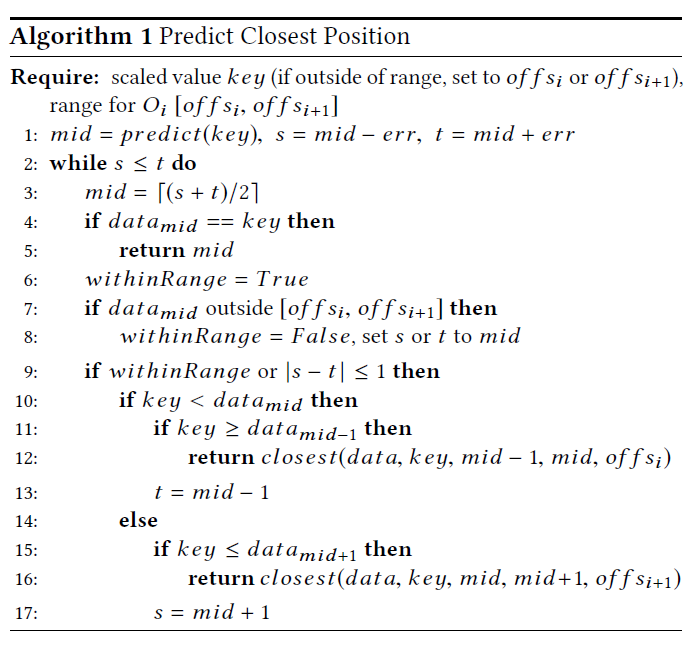 Algorithm 1 Predict Closest Position
Require: scaled value key (if outside of range, set to offs_i or offs_{i+1}),
range for O_i [offs_i, offs_{i+1}]
1: mid = predict(key), s = mid − err, t = mid + err
2: while s ≤ t do
3: mid = ⌈(s + t)/2⌉
4: if data_{mid} == key then
5: return mid
6: withinRange = True
7: if data_{mid} outside [offs_i, offs_{i+1}] then
8: withinRange = False, set s or t to mid
9: if withinRange or |s − t| ≤ 1 then
10: if key < data_{mid} then
11: if key ≥ data_{mid−1} then
12: return closest(data, key, mid − 1, mid, offs_i)
13: t = mid − 1
14: else
15: if key ≤ data_{mid+1} then
16: return closest(data, key, mid, mid+1, offs_{i+1})
17: s = mid + 1